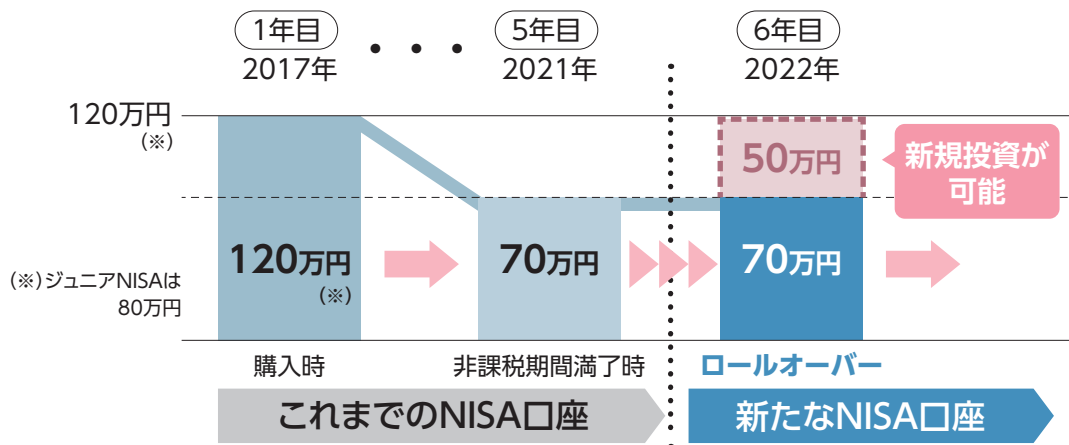 1年目
2017年
・・・
5年目
2021年
6年目
2022年
120万円
(※)
50万円
新規投資が
可能
120万円
(※)
70万円
70万円
(※)ジュニアNISAは
80万円
購入時
非課税期間満了時
ロールオーバー
これまでのNISA口座
新たなNISA口座